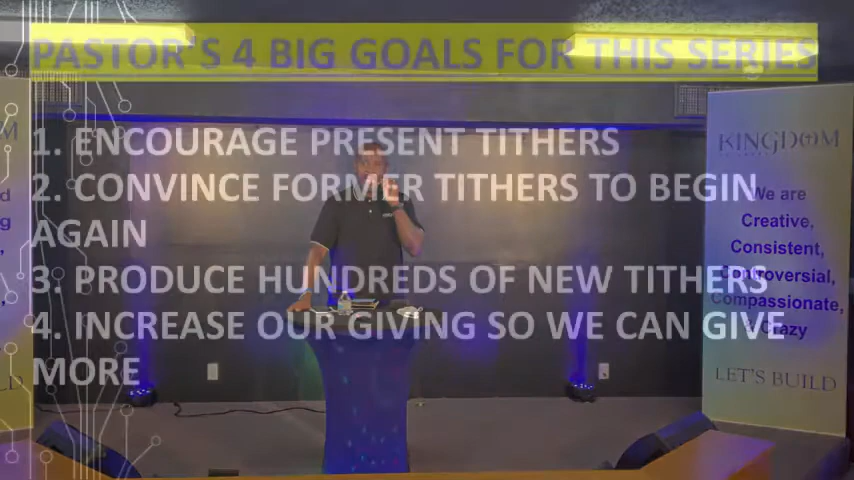 PASTOR'S 4 BIG GOALS FOR THIS SERIES
1. ENCOURAGE PRESENT TITHERS
2. CONVINCE FORMER TITHERS TO BEGIN
AGAIN
3. PRODUCE HUNDREDS OF NEW TITHERS
4. INCREASE OUR GIVING SO WE CAN GIVE
MORE
KINGDOM
We are
Creative,
Consistent,
Controversial,
Compassionate,
& Crazy
LET'S BUILD